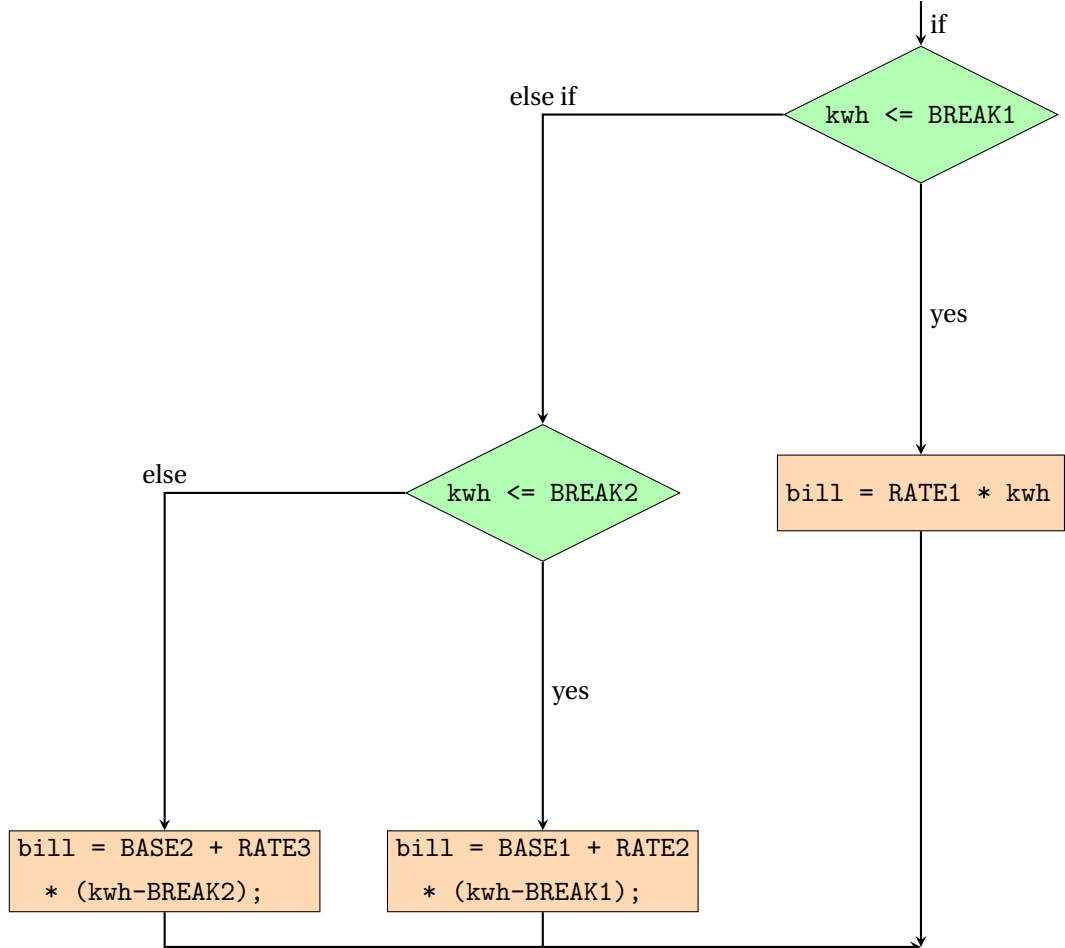 if
kwh <= BREAK1
else if
yes
kwh <= BREAK2
else
bill = RATE1 * kwh
yes
bill = BASE2 + RATE3
* (kwh-BREAK2);
bill = BASE1 + RATE2
* (kwh-BREAK1);